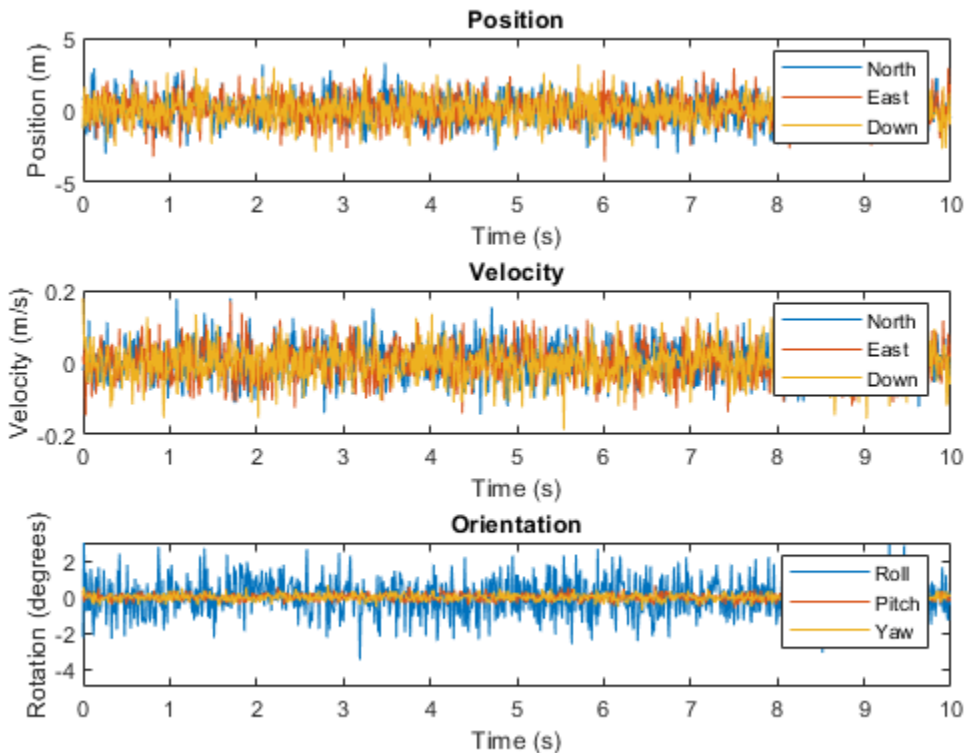 Position
Position (m)
5
0
-5
North
East
Down
0 1 2 3 4 5 6 7 8 9 10
Time (s)
Velocity
Velocity (m/s)
0.2
0
-0.2
North
East
Down
0 1 2 3 4 5 6 7 8 9 10
Time (s)
Orientation
Rotation (degrees)
2
0
-2
-4
Roll
Pitch
Yaw
0 1 2 3 4 5 6 7 8 9 10
Time (s)